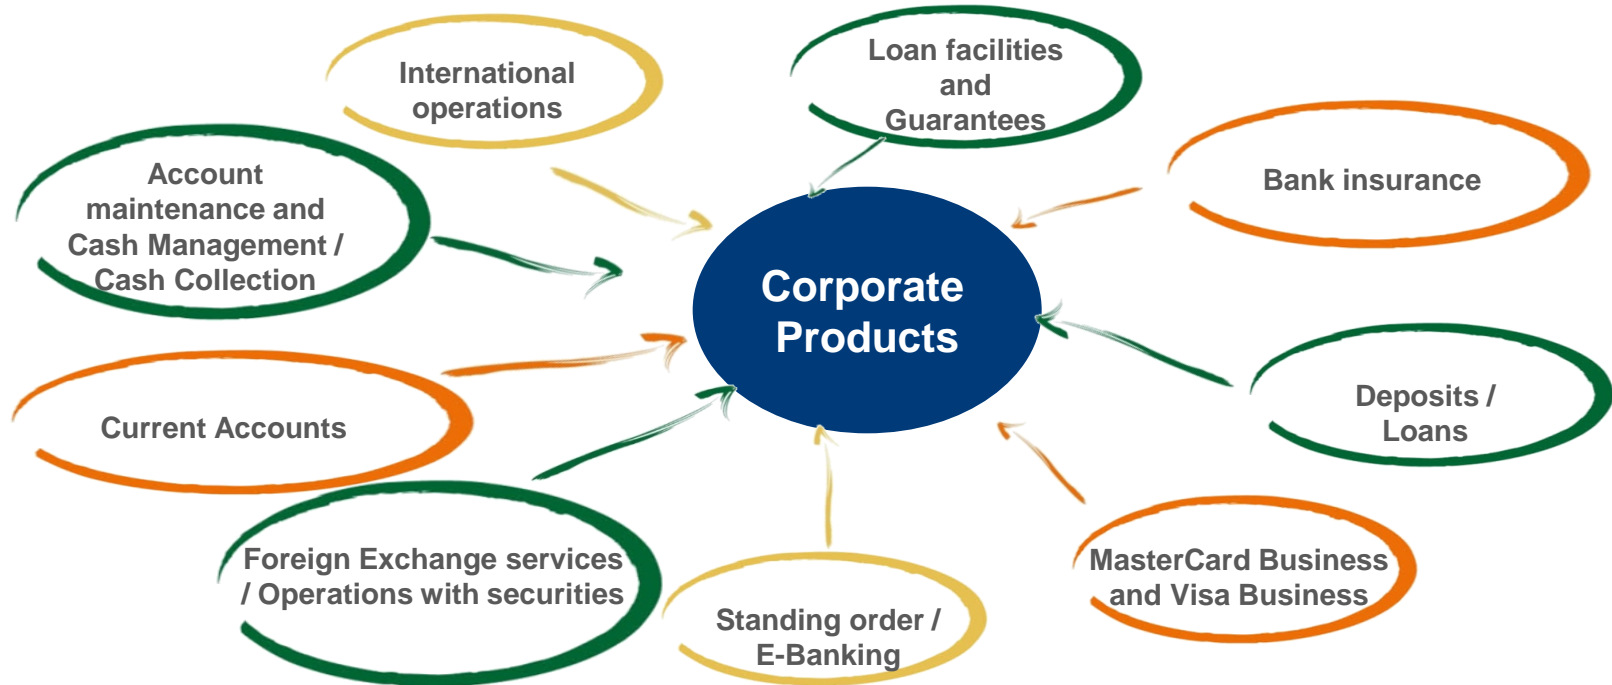 International
operations
Loan facilities
and
Guarantees
Bank insurance
Account
maintenance and
Cash Management /
Cash Collection
Corporate
Products
Current Accounts
Deposits /
Loans
Foreign Exchange services
/ Operations with securities
Standing order /
E-Banking
MasterCard Business
and Visa Business